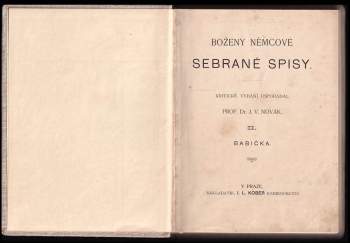 BOŽENY NĚMCOVÉ
SEBRANÉ SPISY.
KRITICKÉ VYDÁNÍ USPOŘÁDAL
PROF. Dr. J. V. NOVÁK.
III.
BABIČKA.
V PRAZE.
NAKLADATEL I. L. KOBER KNIHKUPECTVÍ